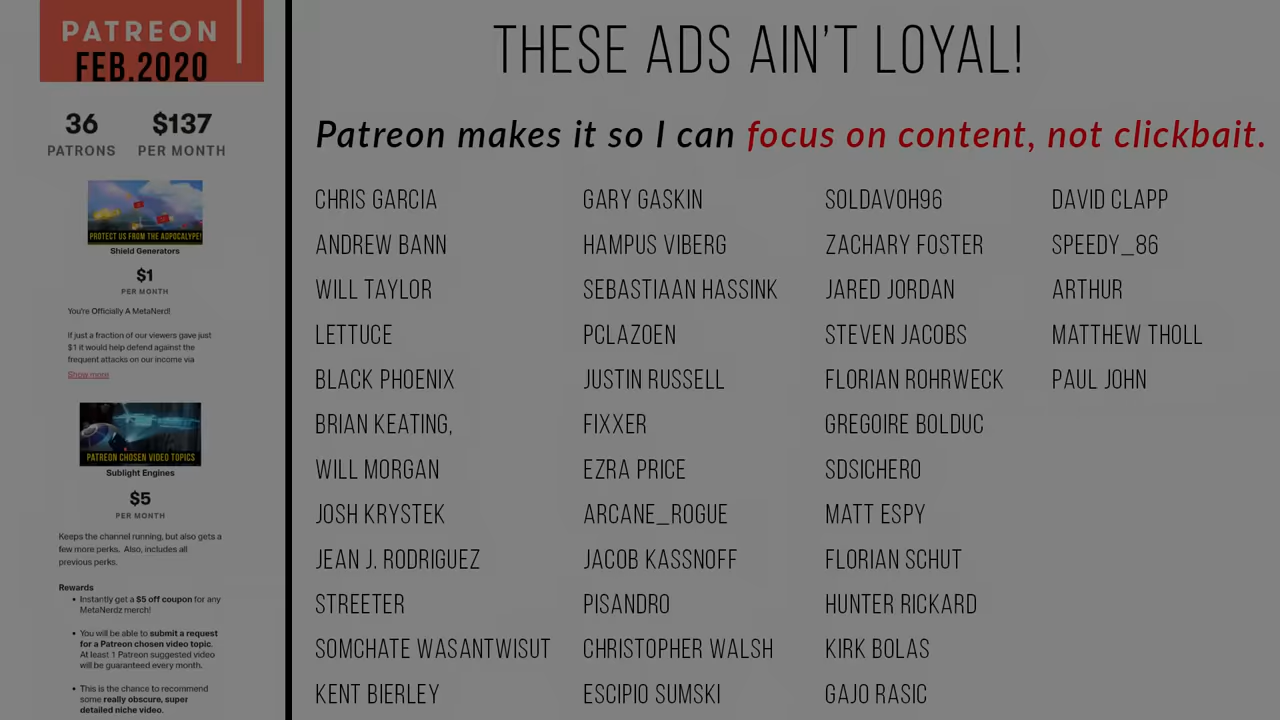 PATREON
FEB.2020
36
PATRONS
$137
PER MONTH
PROTECT US FROM THE ADPOCALYPE!
Shield Generators
$1
PER MONTH
You're Officially A MetaNerd!
If just a fraction of our viewers gave just
$1 it would help defend against the
frequent attacks on our income via
Show more
PATREON CHOSEN VIDEO TOPICS
Sublight Engines
$5
PER MONTH
Keeps the channel running, but also gets a
few more perks. Also, includes all
previous perks.
Rewards
• Instantly get a $5 off coupon for any
MetaNerdz merch!
• You will be able to submit a request
for a Patreon chosen video topic.
At least 1 Patreon suggested video
will be guaranteed every month.
• This is the chance to recommend
some really obscure, super
detailed niche video.
THESE ADS AIN'T LOYAL!
Patreon makes it so I can focus on content, not clickbait.
CHRIS GARCIA
ANDREW BANN
WILL TAYLOR
LETTUCE
BLACK PHOENIX
BRIAN KEATING,
WILL MORGAN
JOSH KRYSTEK
JEAN J. RODRIGUEZ
STREETER
SOMCHATE WASANTWISUT
KENT BIERLEY
GARY GASKIN
HAMPUS VIBERG
SEBASTIAAN HASSINK
PCLAZOEN
JUSTIN RUSSELL
FIXXER
EZRA PRICE
ARCANE_ROGUE
JACOB KASSNOFF
PISANDRO
CHRISTOPHER WALSH
ESCIPIO SUMSKI
SOLDAVOH96
ZACHARY FOSTER
JARED JORDAN
STEVEN JACOBS
FLORIAN ROHRWECK
GREGOIRE BOLDUC
SDSICHERO
MATT ESPY
FLORIAN SCHUT
HUNTER RICKARD
KIRK BOLAS
GAJO RASIC
DAVID CLAPP
SPEEDY_86
ARTHUR
MATTHEW THOLL
PAUL JOHN